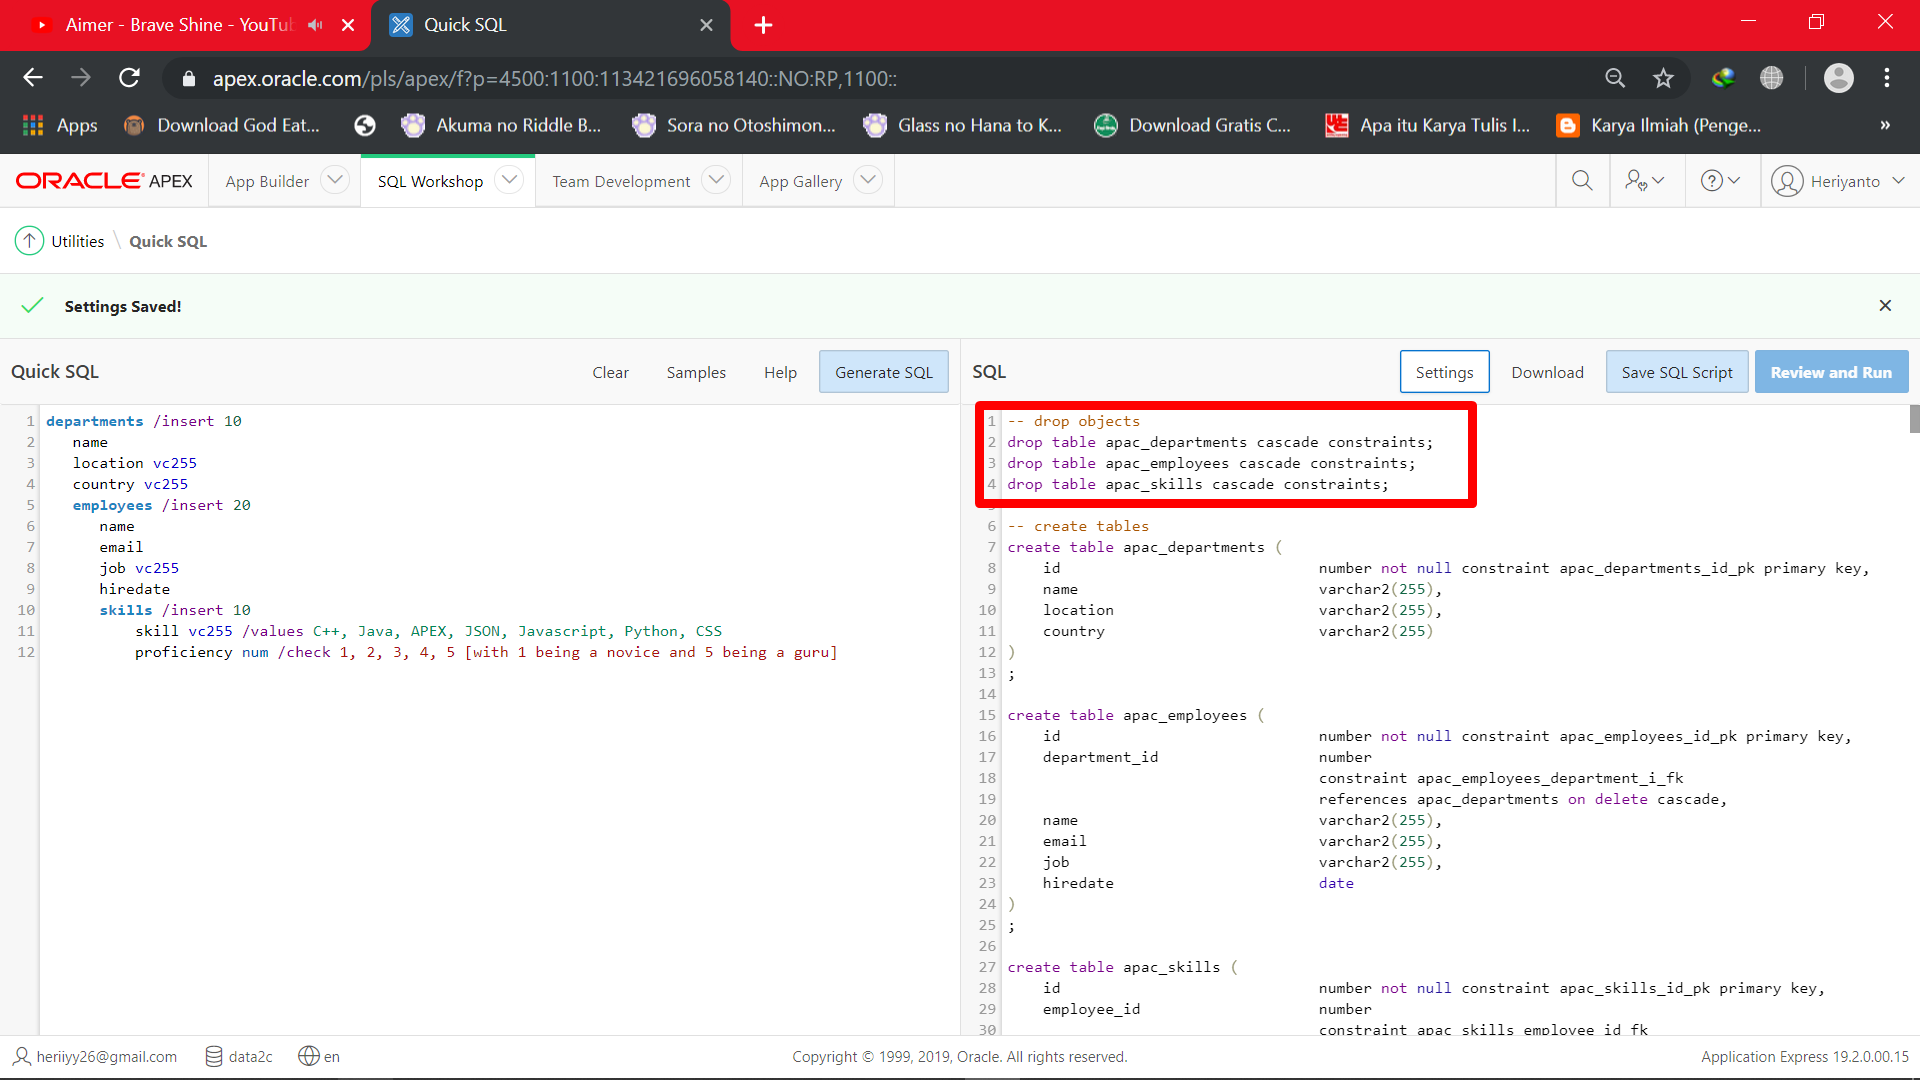 Aimer - Brave Shine - YouTub
Quick SQL
apex.oracle.com/pls/apex/f?p=4500:1100:113421696058140::NO:RP,1100::
Apps
Download God Eat...
Akuma no Riddle B...
Sora no Otoshimon...
Glass no Hana to K...
Download Gratis C...
Apa itu Karya Tulis I...
Karya Ilmiah (Penge...
»
ORACLE APEX
App Builder
SQL Workshop
Team Development
App Gallery
Heriyanto
Utilities \ Quick SQL
Settings Saved!
Quick SQL
Clear
Samples
Help
Generate SQL
SQL
Settings
Download
Save SQL Script
Review and Run
1 departments /insert 10
2 name
3 location vc255
4 country vc255
5 employees /insert 20
6 name
7 email
8 job vc255
9 hiredate
10 skills /insert 10
11 skill vc255 /values C++, Java, APEX, JSON, Javascript, Python, CSS
12 proficiency num /check 1, 2, 3, 4, 5 [with 1 being a novice and 5 being a guru]
1 -- drop objects
2 drop table apac_departments cascade constraints;
3 drop table apac_employees cascade constraints;
4 drop table apac_skills cascade constraints;
6 -- create tables
7 create table apac_departments (
8 id number not null constraint apac_departments_id_pk primary key,
9 name varchar2(255),
10 location varchar2(255),
11 country varchar2(255)
12 )
13 ;
14
15 create table apac_employees (
16 id number not null constraint apac_employees_id_pk primary key,
17 department_id number
18 constraint apac_employees_department_i_fk
19 references apac_departments on delete cascade,
20 name varchar2(255),
21 email varchar2(255),
22 job varchar2(255),
23 hiredate date
24 )
25 ;
26
27 create table apac_skills (
28 id number not null constraint apac_skills_id_pk primary key,
29 employee_id number
30 constraint apac_skills_employee_id_fk
heriiyy26@gmail.com
data2c
en
Copyright © 1999, 2019, Oracle. All rights reserved.
Application Express 19.2.0.00.15